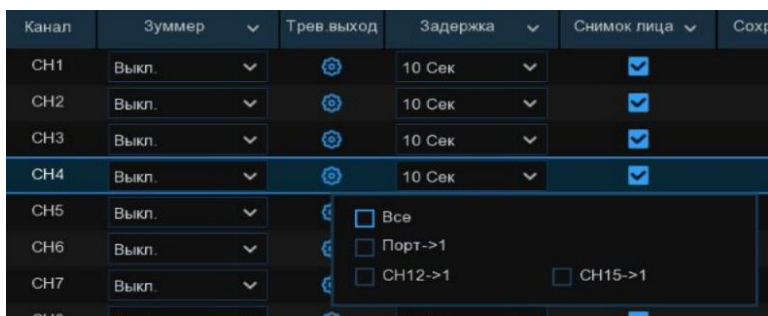 Канал Зуммер Трев.выход Задержка Снимок лица
CH1 Выкл. 10 Сек
CH2 Выкл. 10 Сек
CH3 Выкл. 10 Сек
CH4 Выкл. 10 Сек
CH5 Выкл. Все
CH6 Выкл. Порт->1
CH7 Выкл. CH12->1 CH15->1